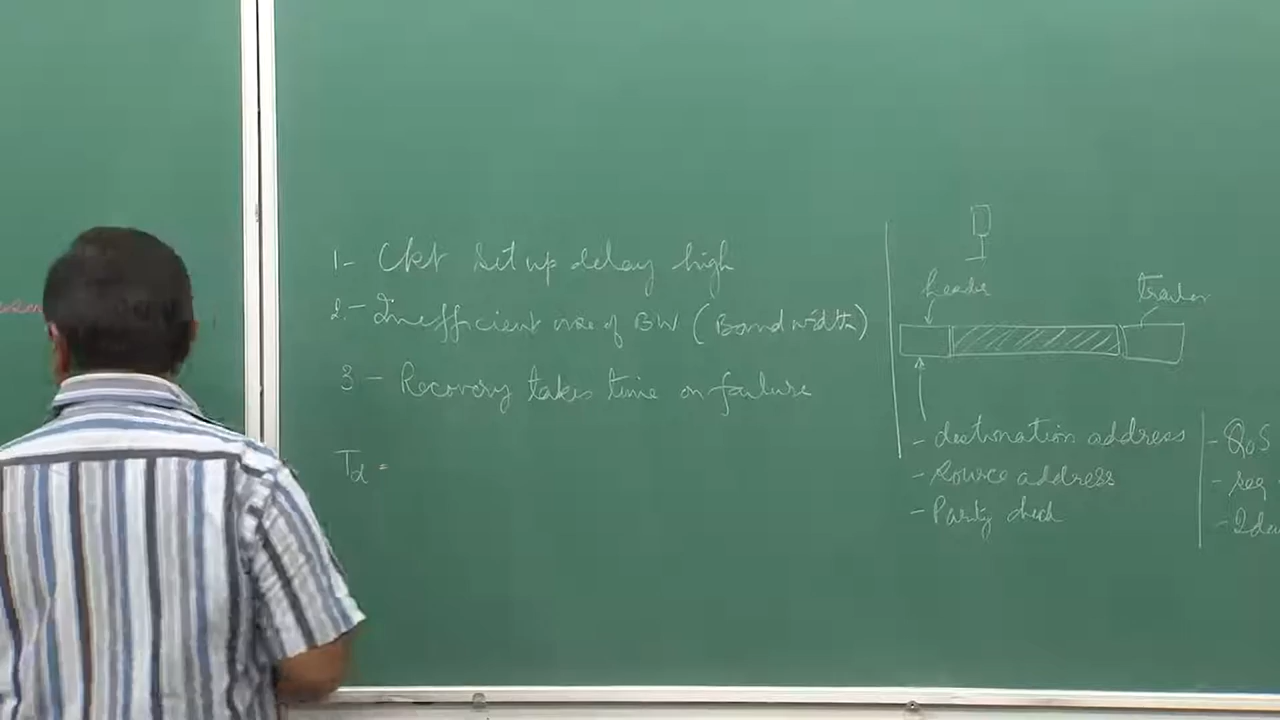 1- Ckt Set up delay high
2.- Inefficient use of BW (Bandwidth)
3 - Recovery takes time on failure
Td =
header
trailer
- destination address
- source address
- Parity check
- QoS
- seq